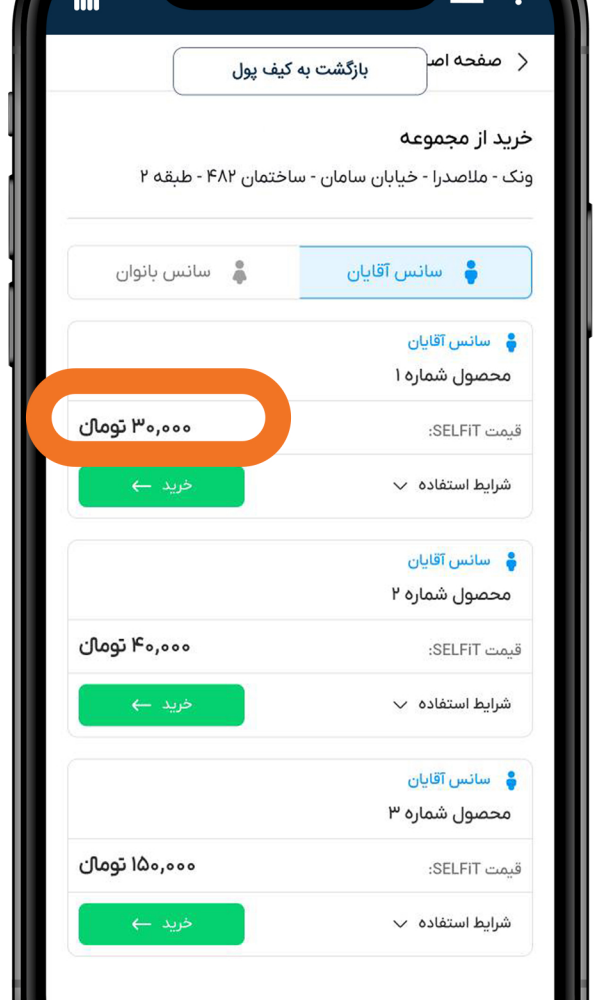 صفحه اصـ
بازگشت به کیف پول
خرید از مجموعه
ونک - ملاصدرا - خیابان سامان - ساختمان ۴۸۲ - طبقه ۲
سانس آقایان
سانس بانوان
سانس آقایان
محصول شماره ۱
قیمت SELFiT:
۳۰,۰۰۰ تومان
شرایط استفاده
خرید ←
سانس آقایان
محصول شماره ۲
قیمت SELFiT:
۴۰,۰۰۰ تومان
شرایط استفاده
خرید ←
سانس آقایان
محصول شماره ۳
قیمت SELFiT:
۱۵۰,۰۰۰ تومان
شرایط استفاده
خرید ←